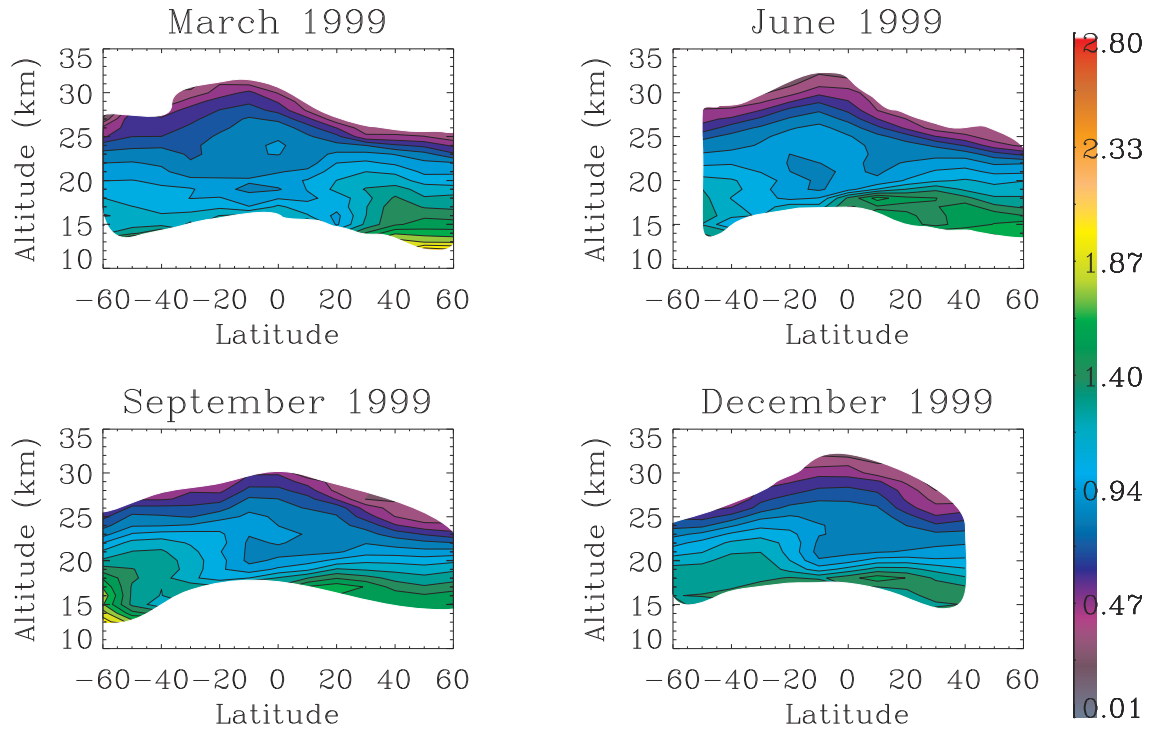 March 1999
June 1999
35
30
25
20
15
10
Altitude (km)
-60 -40 -20 0 20 40 60
Latitude
35
30
25
20
15
10
Altitude (km)
-60 -40 -20 0 20 40 60
Latitude
September 1999
December 1999
35
30
25
20
15
10
Altitude (km)
-60 -40 -20 0 20 40 60
Latitude
35
30
25
20
15
10
Altitude (km)
-60 -40 -20 0 20 40 60
Latitude
2.80
2.33
1.87
1.40
0.94
0.47
0.01